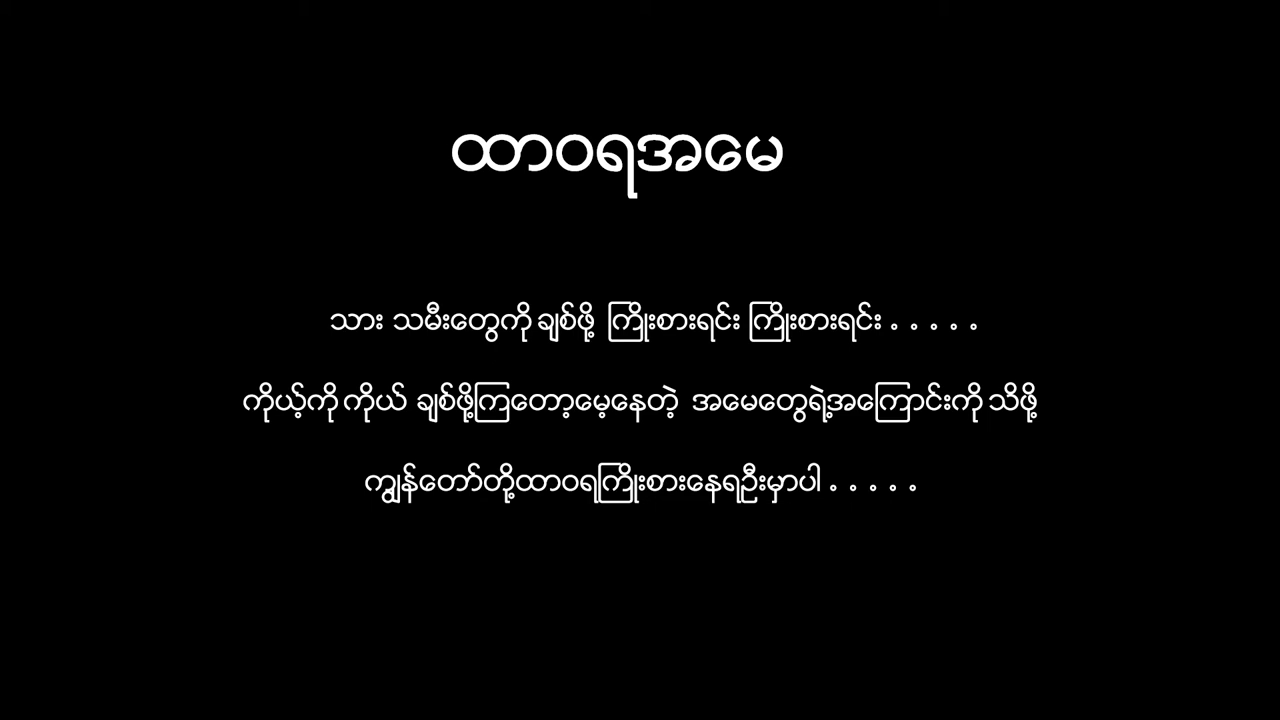 ထာဝရအမေ
သား သမီးတွေကို ချစ်ဖို့ ကြိုးစားရင်း ကြိုးစားရင်း . . . . .
ကိုယ့်ကို ကိုယ် ချစ်ဖို့ကြတော့မေ့နေတဲ့ အမေတွေရဲ့အကြောင်းကို သိဖို့
ကျွန်တော်တို့ထာဝရကြိုးစားနေရဦးမှာပါ . . . . .